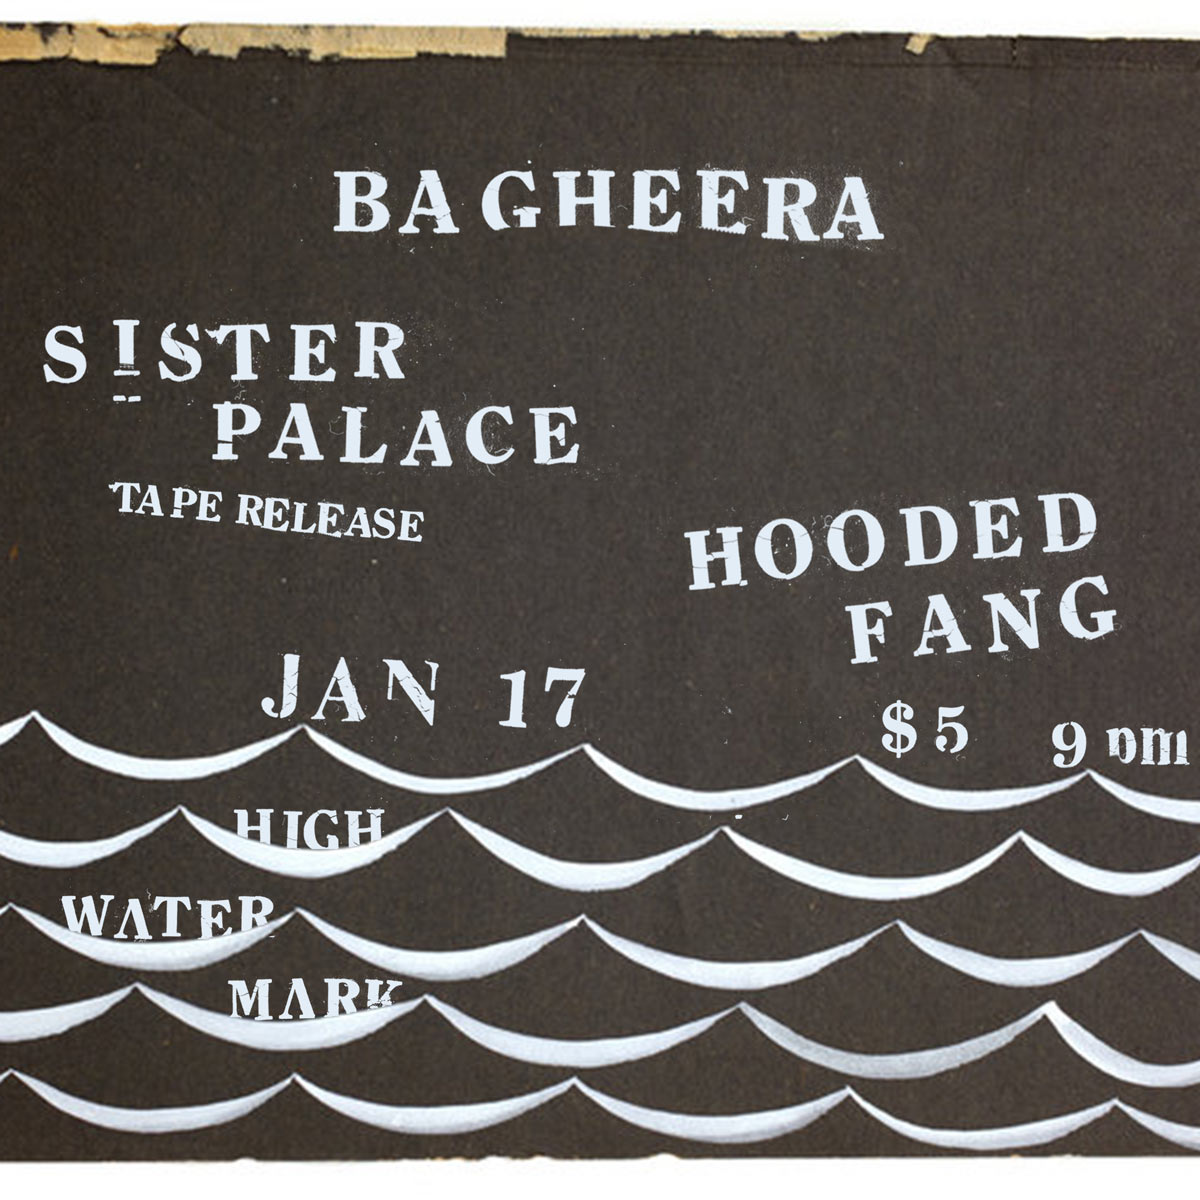 BAGHEERA
SISTER
PALACE
TAPE RELEASE
HOODED
FANG
JAN 17
$5 9 pm
HIGH
WATER
MARK